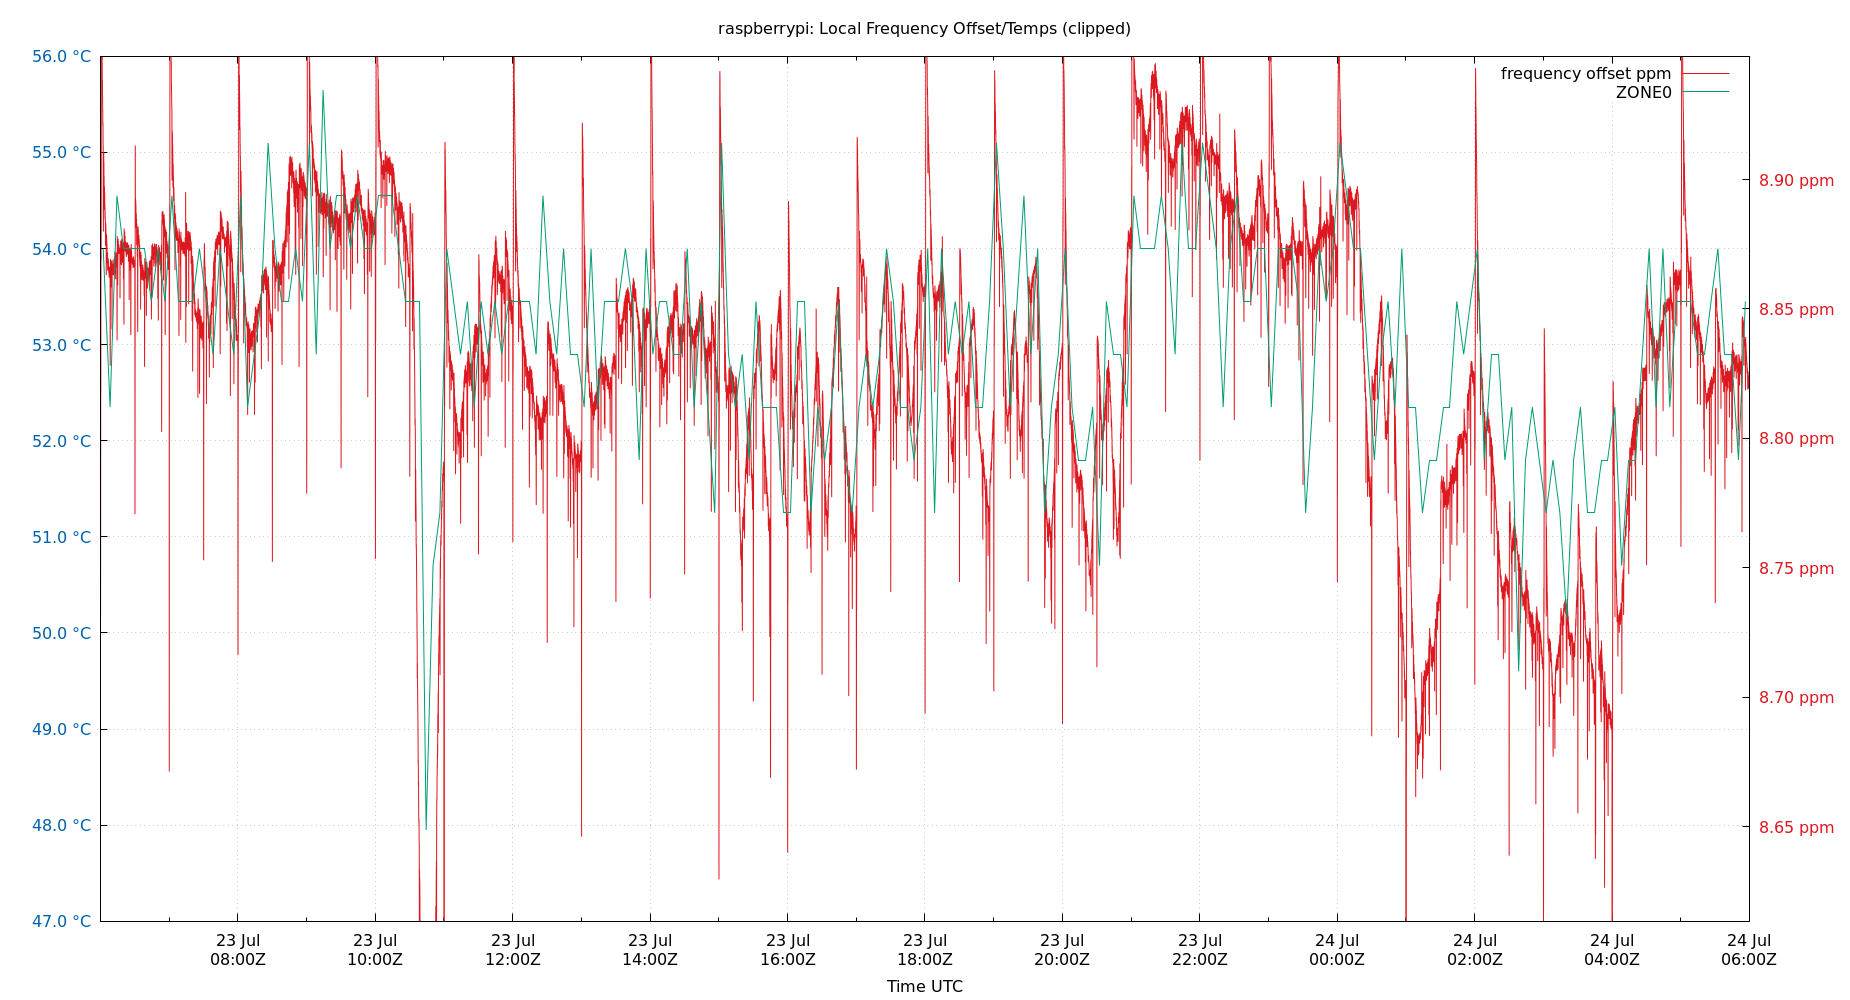 raspberrypi: Local Frequency Offset/Temps (clipped)
56.0 °C
55.0 °C
54.0 °C
53.0 °C
52.0 °C
51.0 °C
50.0 °C
49.0 °C
48.0 °C
47.0 °C
frequency offset ppm
ZONE0
8.90 ppm
8.85 ppm
8.80 ppm
8.75 ppm
8.70 ppm
8.65 ppm
23 Jul
08:00Z
23 Jul
10:00Z
23 Jul
12:00Z
23 Jul
14:00Z
23 Jul
16:00Z
23 Jul
18:00Z
23 Jul
20:00Z
23 Jul
22:00Z
24 Jul
00:00Z
24 Jul
02:00Z
24 Jul
04:00Z
24 Jul
06:00Z
Time UTC